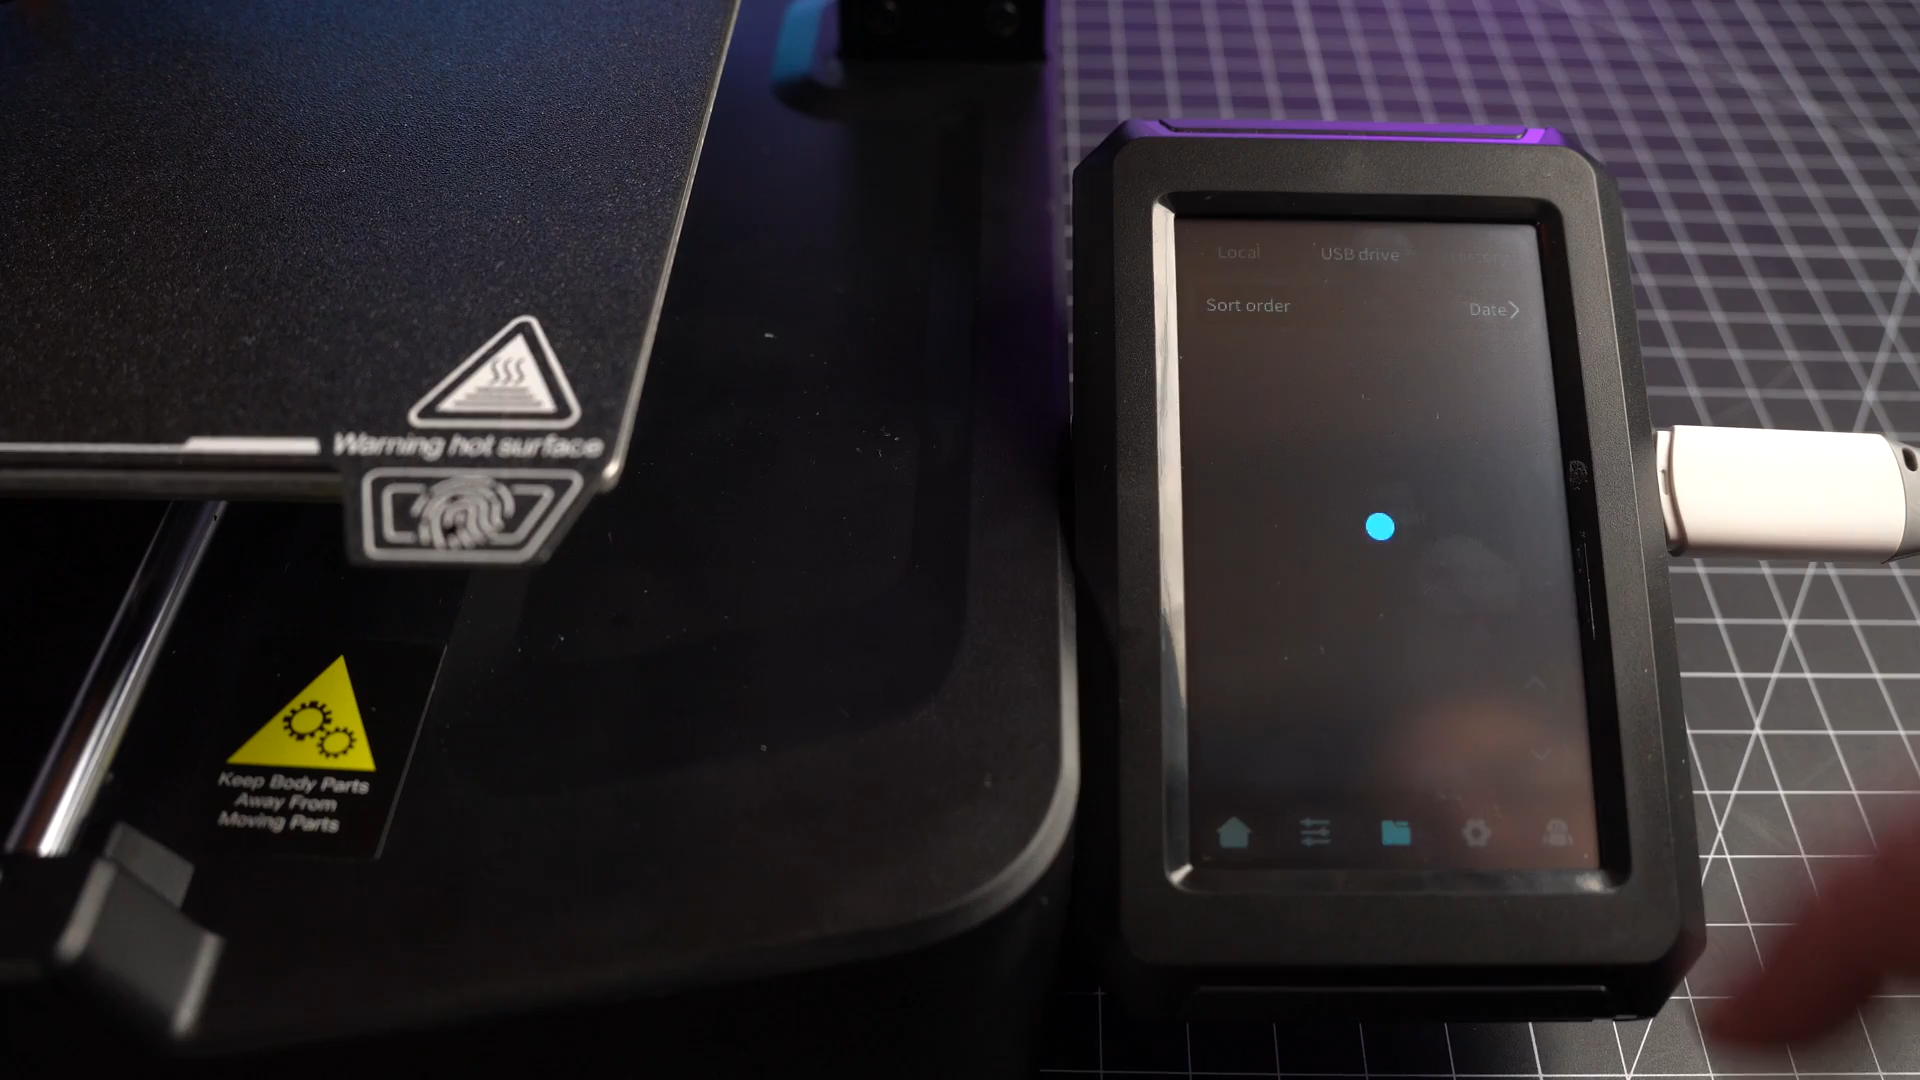 Warning hot surface
Keep Body Parts
Away From
Moving Parts
Local
USB drive
Sort order
Date